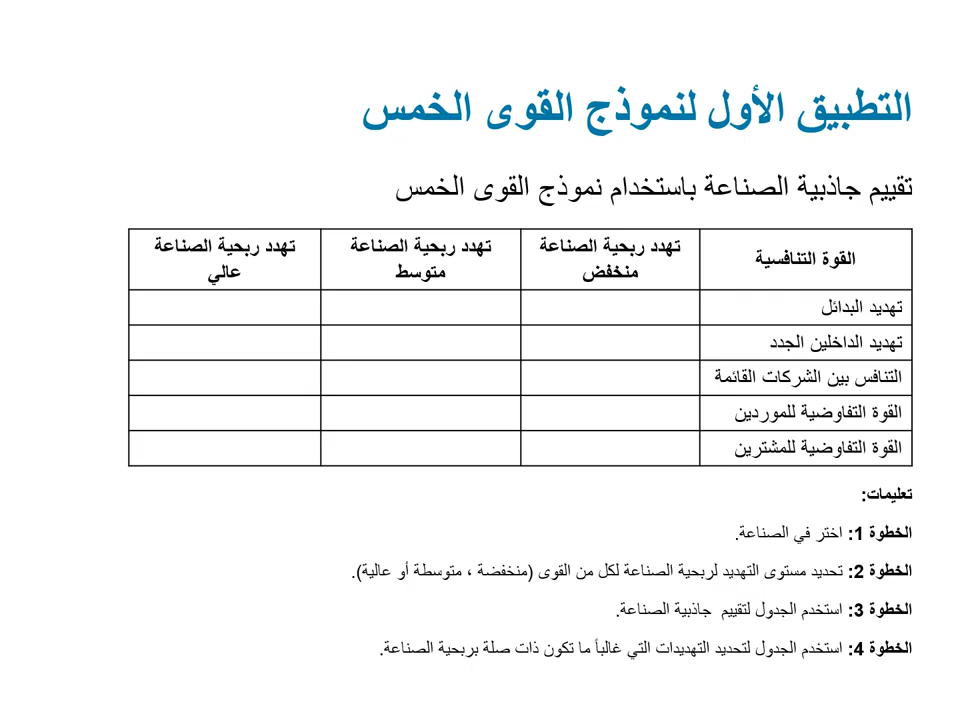 التطبيق الأول لنموذج القوى الخمس
تقييم جاذبية الصناعة باستخدام نموذج القوى الخمس
القوة التنافسية
تهدد ربحية الصناعة
منخفض
تهدد ربحية الصناعة
متوسط
تهدد ربحية الصناعة
عالي
تهديد البدائل
تهديد الداخلين الجدد
التنافس بين الشركات القائمة
القوة التفاوضية للموردين
القوة التفاوضية للمشترين
تعليمات:
الخطوة 1: اختر في الصناعة.
الخطوة 2: تحديد مستوى التهديد لربحية الصناعة لكل من القوى (منخفضة ، متوسطة أو عالية).
الخطوة 3: استخدم الجدول لتقييم جاذبية الصناعة.
الخطوة 4: استخدم الجدول لتحديد التهديدات التي غالباً ما تكون ذات صلة بربحية الصناعة.